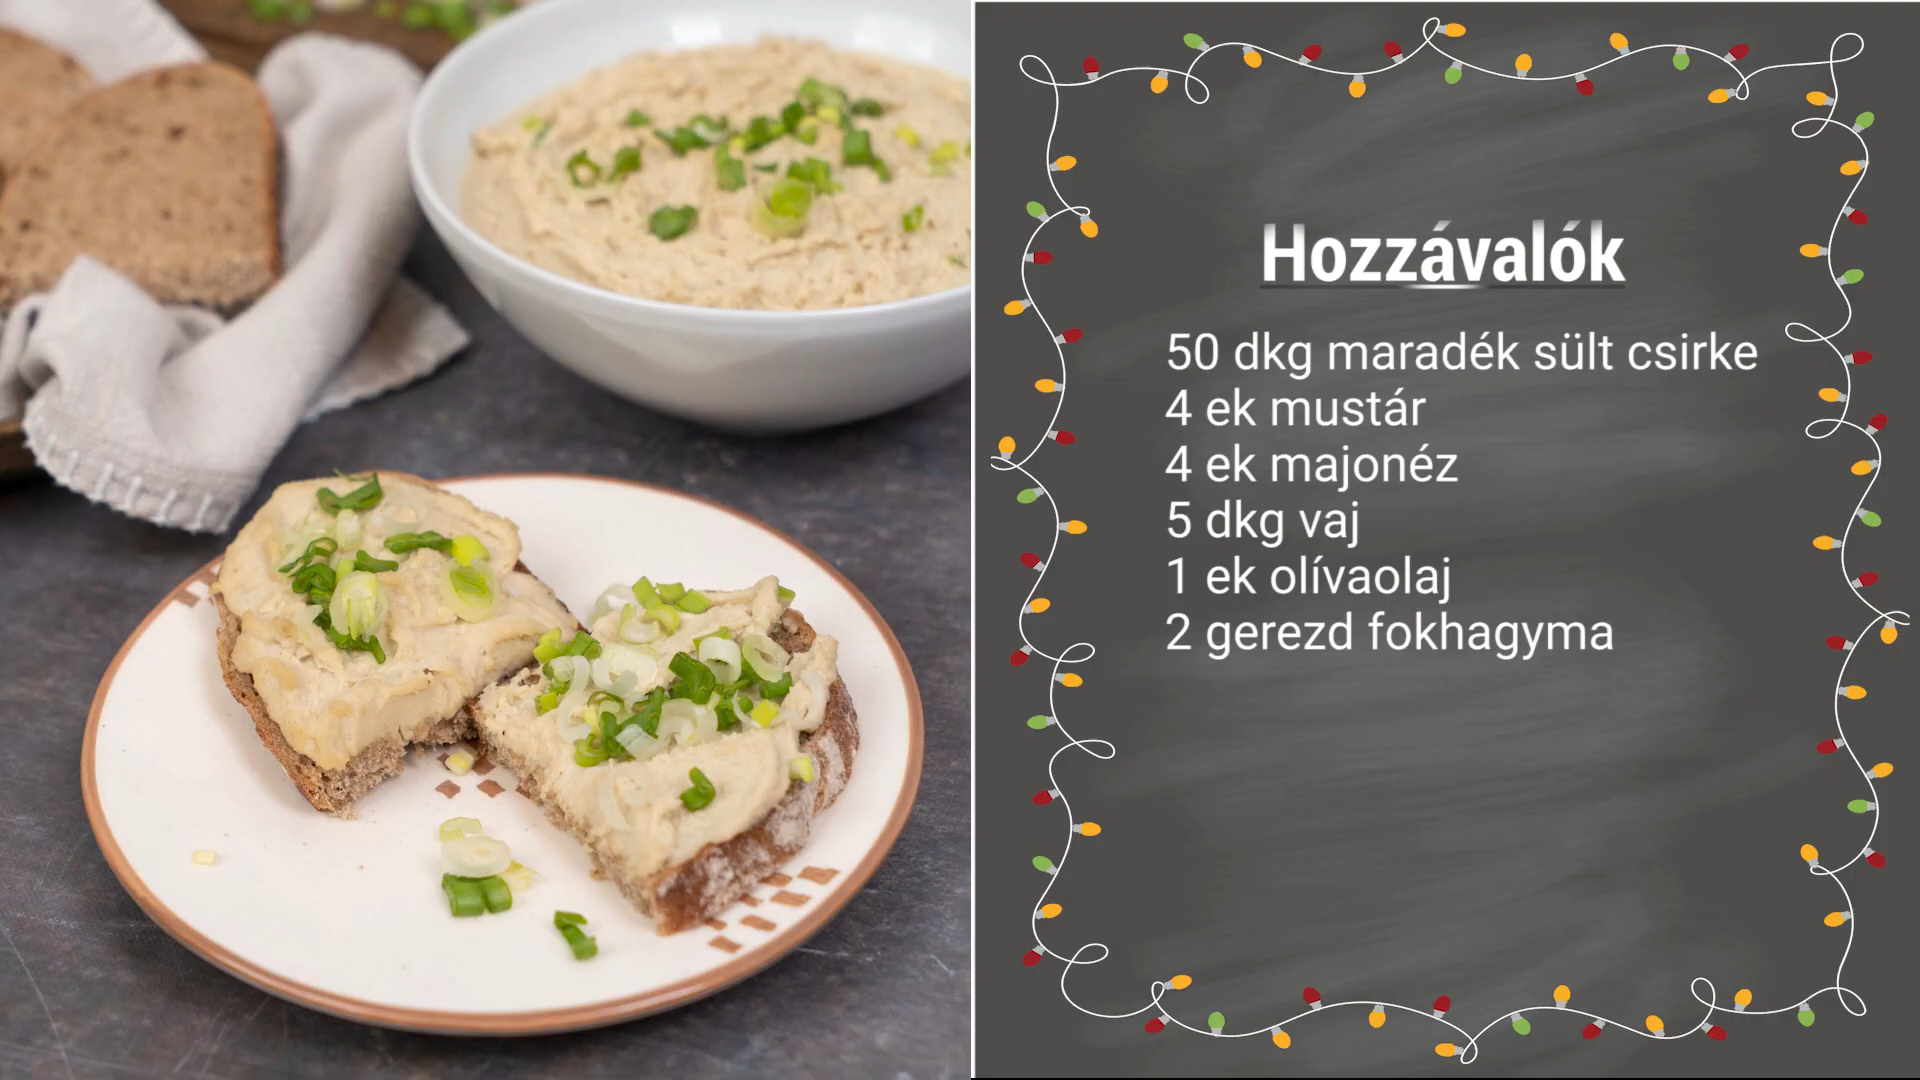 Hozzávalók
50 dkg maradék sült csirke
4 ek mustár
4 ek majonéz
5 dkg vaj
1 ek olívaolaj
2 gerezd fokhagyma